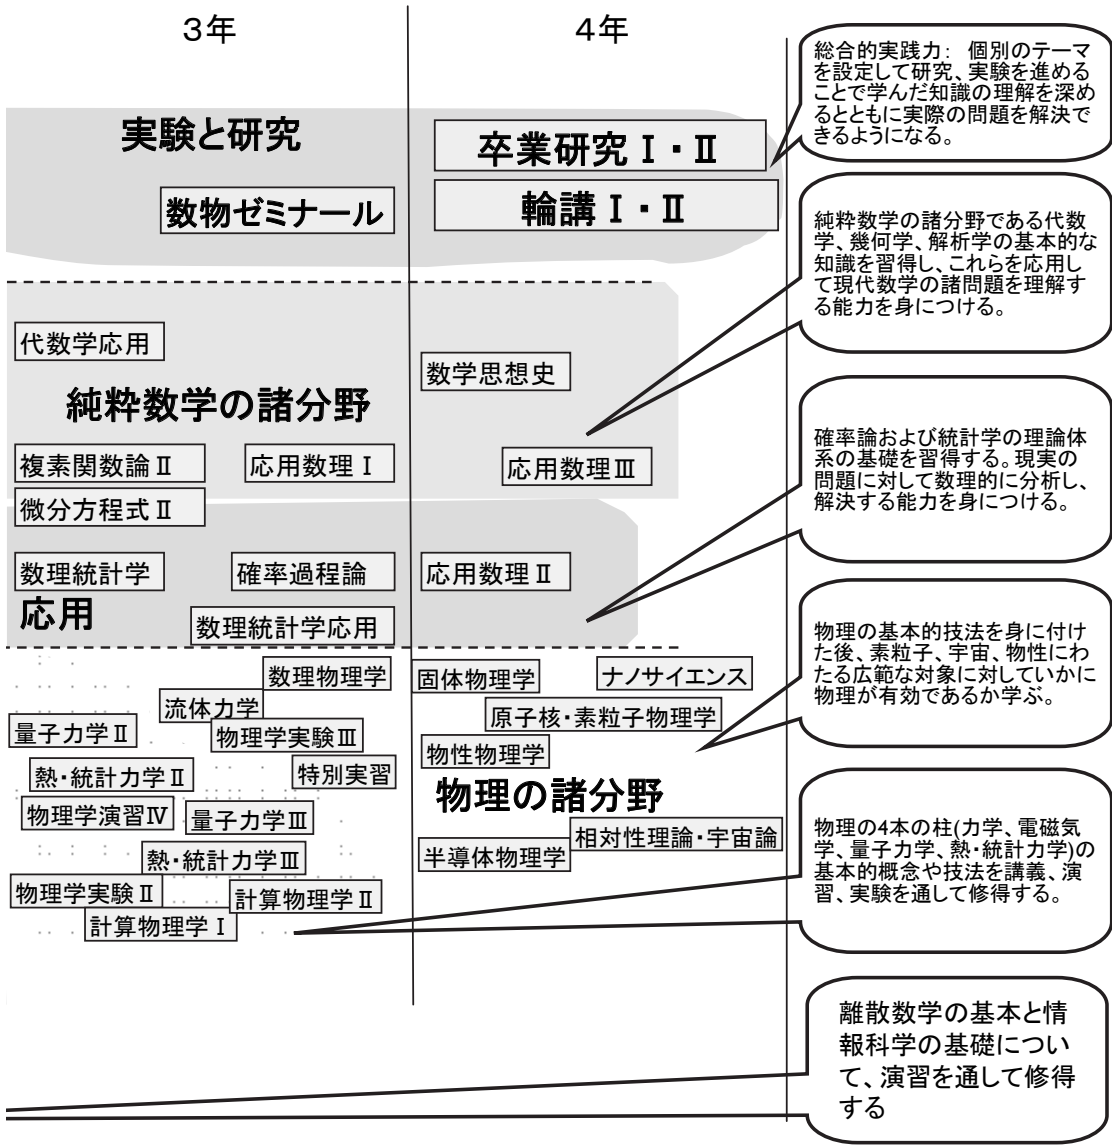 ３年
４年
実験と研究
卒業研究Ⅰ・Ⅱ
数物ゼミナール
輪講Ⅰ・Ⅱ
代数学応用
数学思想史
純粋数学の諸分野
複素関数論Ⅱ
応用数理Ⅰ
応用数理Ⅲ
微分方程式Ⅱ
数理統計学
確率過程論
応用数理Ⅱ
応用
数理統計学応用
数理物理学
固体物理学
ナノサイエンス
流体力学
原子核・素粒子物理学
量子力学Ⅱ
物理学実験Ⅲ
物性物理学
熱・統計力学Ⅱ
特別実習
物理の諸分野
物理学演習Ⅳ
量子力学Ⅲ
相対性理論・宇宙論
熱・統計力学Ⅲ
半導体物理学
物理学実験Ⅱ
計算物理学Ⅱ
計算物理学Ⅰ
総合的実践力： 個別のテーマ
を設定して研究、実験を進める
ことで学んだ知識の理解を深め
るとともに実際の問題を解決で
きるようになる。
純粋数学の諸分野である代数
学、幾何学、解析学の基本的な
知識を習得し、これらを応用し
て現代数学の諸問題を理解す
る能力を身につける。
確率論および統計学の理論体
系の基礎を習得する。現実の
問題に対して数理的に分析し、
解決する能力を身につける。
物理の基本的技法を身に付け
た後、素粒子、宇宙、物性にわ
たる広範な対象に対していかに
物理が有効であるか学ぶ。
物理の4本の柱(力学、電磁気
学、量子力学、熱・統計力学)の
基本的概念や技法を講義、演
習、実験を通して修得する。
離散数学の基本と情
報科学の基礎につい
て、演習を通して修得
する